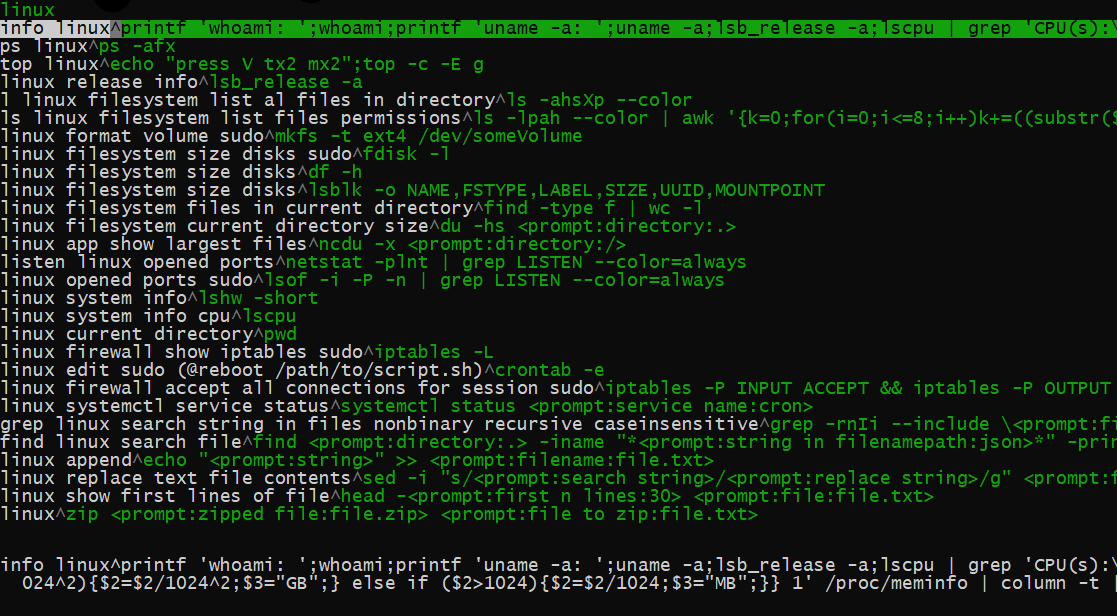 linux
info linux^printf 'whoami: ';whoami;printf 'uname -a: ';uname -a;lsb_release -a;lscpu | grep 'CPU(s):\
ps linux^ps -afx
top linux^echo "press V tx2 mx2";top -c -E g
linux release info^lsb_release -a
l linux filesystem list al files in directory^ls -ahsXp --color
ls linux filesystem list files permissions^ls -lpah --color | awk '{k=0;for(i=0;i<=8;i++)k+=((substr($
linux format volume sudo^mkfs -t ext4 /dev/someVolume
linux filesystem size disks sudo^fdisk -l
linux filesystem size disks^df -h
linux filesystem size disks^lsblk -o NAME,FSTYPE,LABEL,SIZE,UUID,MOUNTPOINT
linux filesystem files in current directory^find -type f | wc -l
linux filesystem current directory size^du -hs <prompt:directory:.>
linux app show largest files^ncdu -x <prompt:directory:/>
listen linux opened ports^netstat -plnt | grep LISTEN --color=always
linux opened ports sudo^lsof -i -P -n | grep LISTEN --color=always
linux system info^lshw -short
linux system info cpu^lscpu
linux current directory^pwd
linux firewall show iptables sudo^iptables -L
linux edit sudo (@reboot /path/to/script.sh)^crontab -e
linux firewall accept all connections for session sudo^iptables -P INPUT ACCEPT && iptables -P OUTPUT
linux systemctl service status^systemctl status <prompt:service name:cron>
grep linux search string in files nonbinary recursive caseinsensitive^grep -rnIi --include \<prompt:fi
find linux search file^find <prompt:directory:.> -iname "*<prompt:string in filenamepath:json>*" -prin
linux append^echo "<prompt:string>" >> <prompt:filename:file.txt>
linux replace text file contents^sed -i "s/<prompt:search string>/<prompt:replace string>/g" <prompt:f
linux show first lines of file^head -<prompt:first n lines:30> <prompt:file:file.txt>
linux^zip <prompt:zipped file:file.zip> <prompt:file to zip:file.txt>
info linux^printf 'whoami: ';whoami;printf 'uname -a: ';uname -a;lsb_release -a;lscpu | grep 'CPU(s):\
024^2){$2=$2/1024^2;$3="GB";} else if ($2>1024){$2=$2/1024;$3="MB";}} 1' /proc/meminfo | column -t